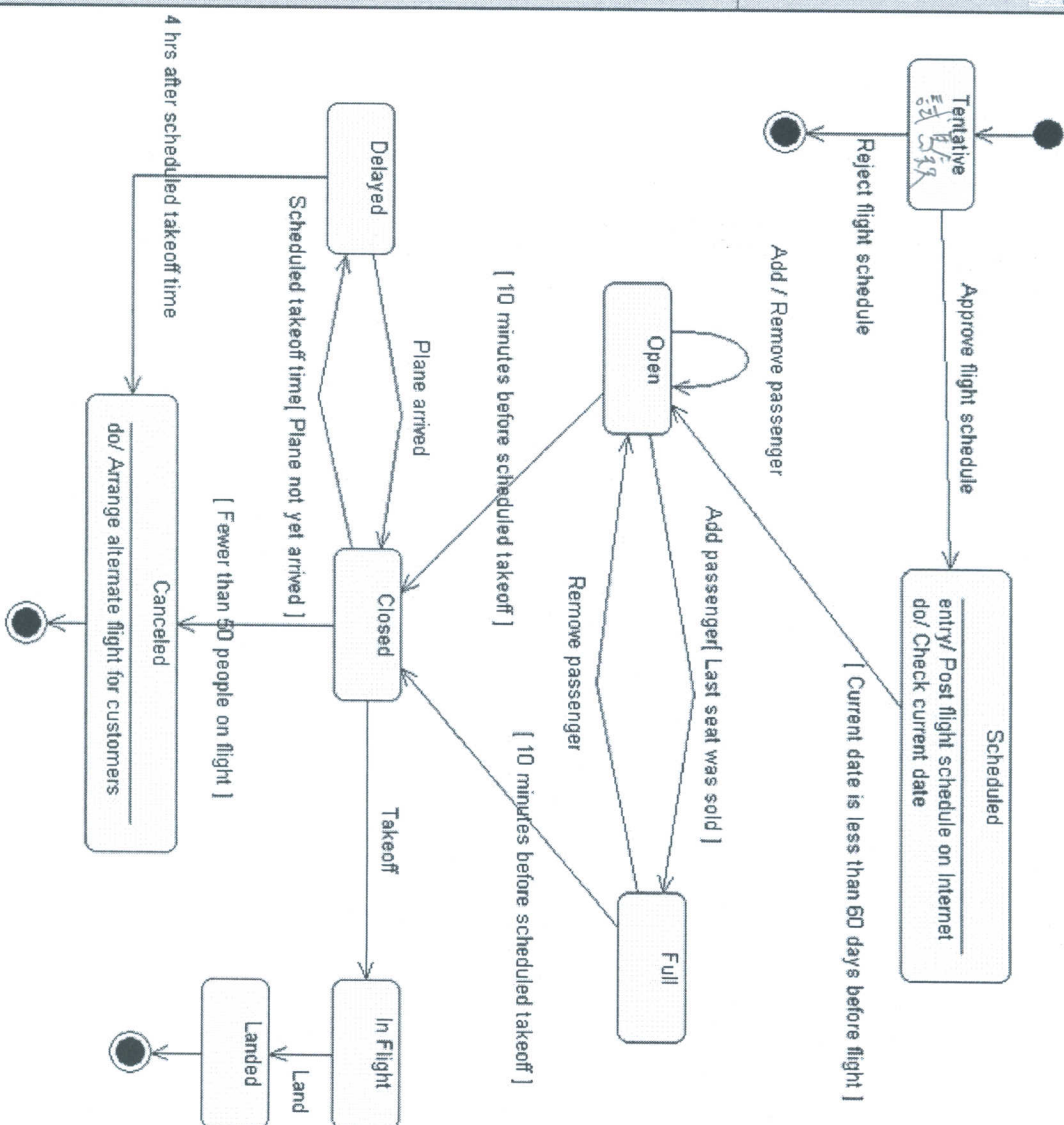 Tentative
Reject flight schedule
Approve flight schedule
Scheduled
entry/ Post flight schedule on Internet
do/ Check current date
[ Current date is less than 60 days before flight ]
Add / Remove passenger
Open
Add passenger[ Last seat was sold ]
Remove passenger
Full
[ 10 minutes before scheduled takeoff ]
[ 10 minutes before scheduled takeoff ]
Delayed
Plane arrived
Scheduled takeoff time[ Plane not yet arrived ]
Closed
Takeoff
In Flight
Land
Landed
4 hrs after scheduled takeoff time
[ Fewer than 50 people on flight ]
Canceled
do/ Arrange alternate flight for customers